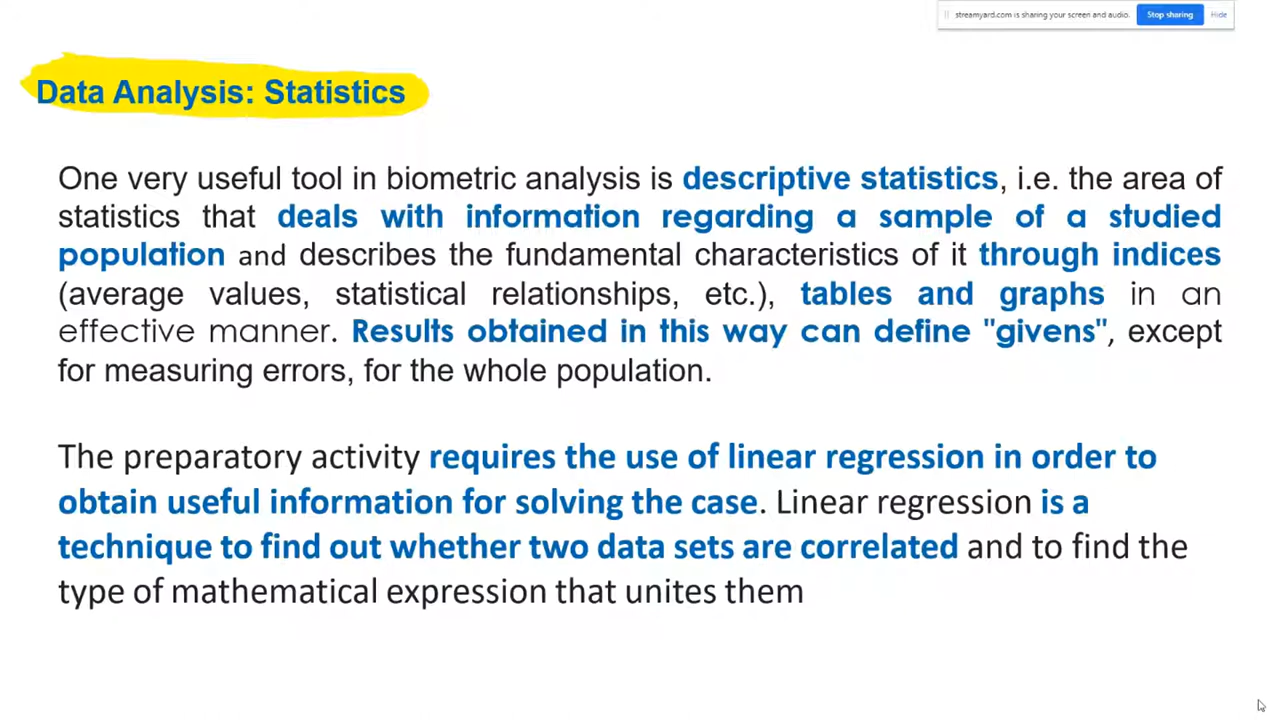 streamyard.com is sharing your screen and audio.
Stop sharing
Hide
Data Analysis: Statistics
One very useful tool in biometric analysis is descriptive statistics, i.e. the area of
statistics that deals with information regarding a sample of a studied
population and describes the fundamental characteristics of it through indices
(average values, statistical relationships, etc.), tables and graphs in an
effective manner. Results obtained in this way can define "givens", except
for measuring errors, for the whole population.
The preparatory activity requires the use of linear regression in order to
obtain useful information for solving the case. Linear regression is a
technique to find out whether two data sets are correlated and to find the
type of mathematical expression that unites them